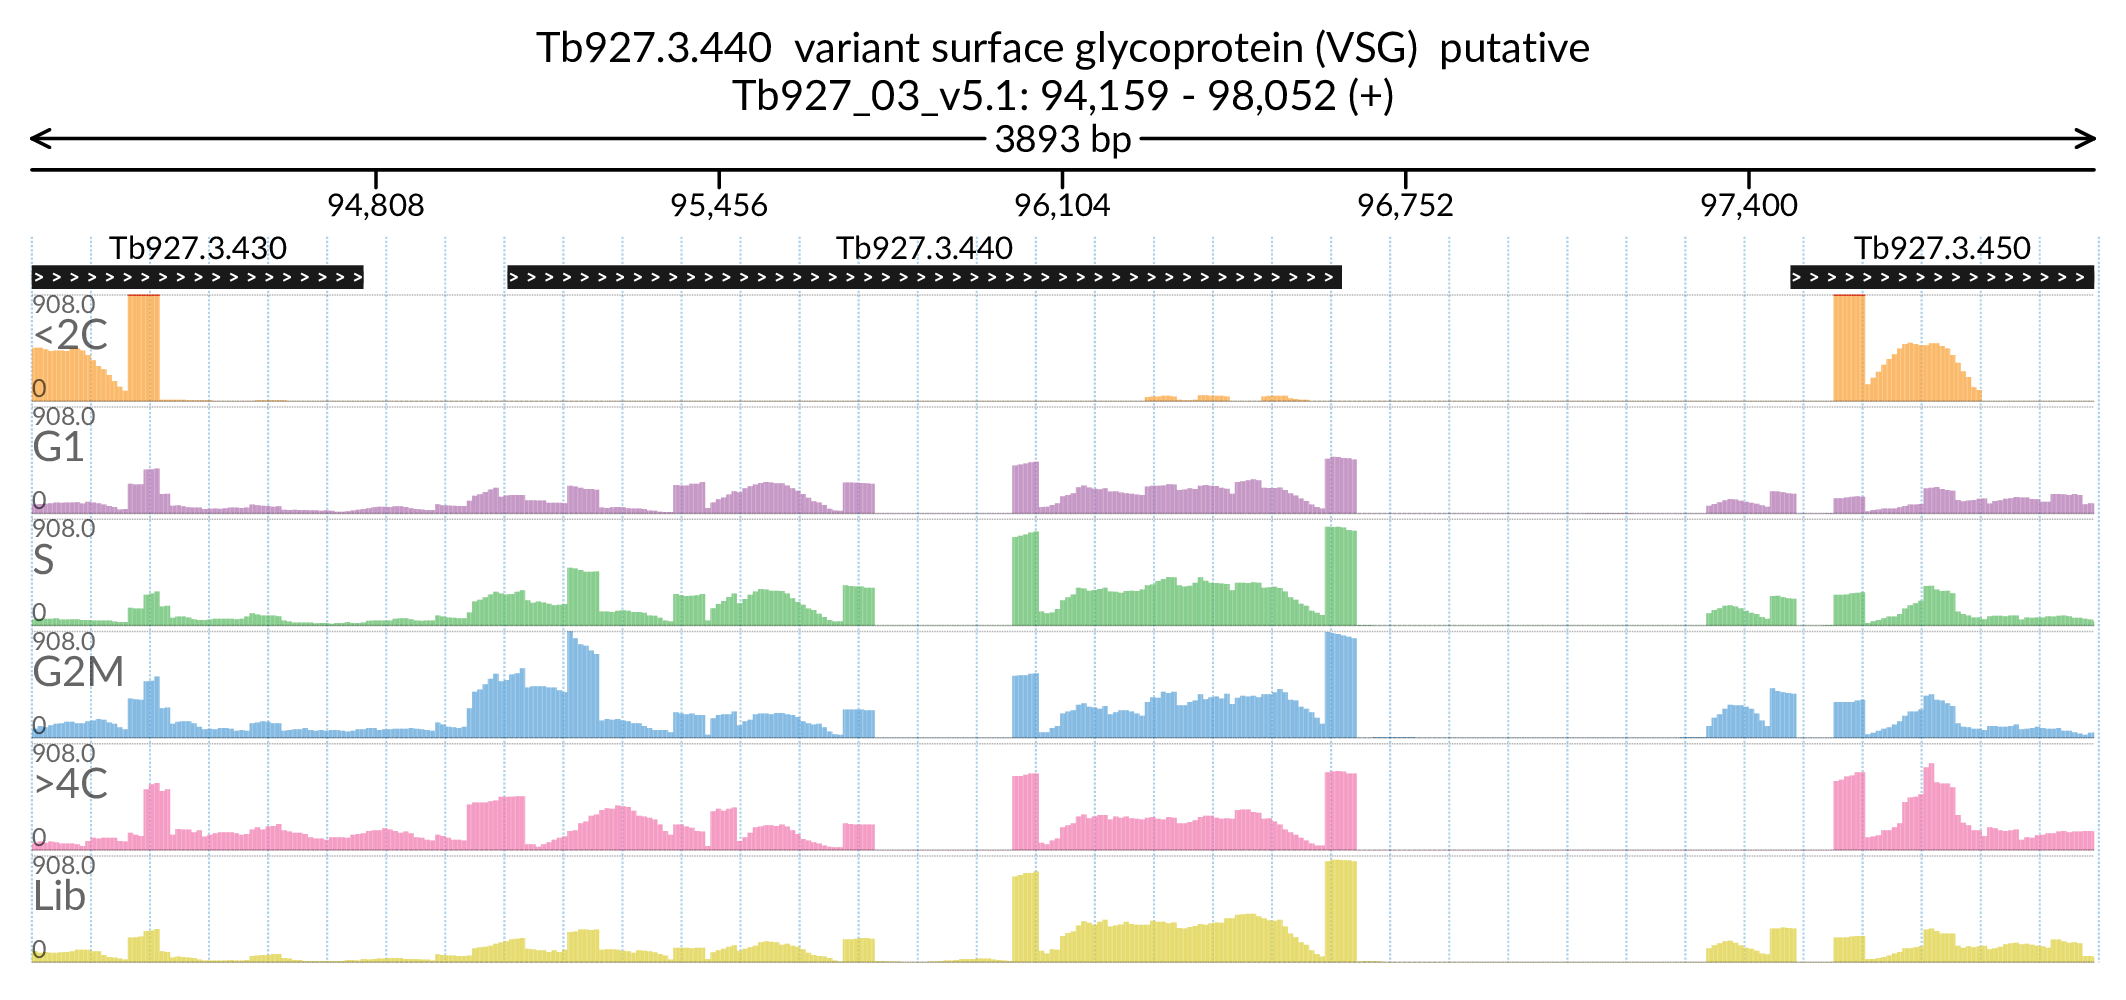 Tb927.3.440 variant surface glycoprotein (VSG) putative
Tb927_03_v5.1: 94,159 - 98,052 (+)
3893 bp
94,808 95,456 96,104 96,752 97,400
Tb927.3.430 Tb927.3.440 Tb927.3.450
908.0
<2C
0
908.0
G1
0
908.0
S
0
908.0
G2M
0
908.0
>4C
0
908.0
Lib
0